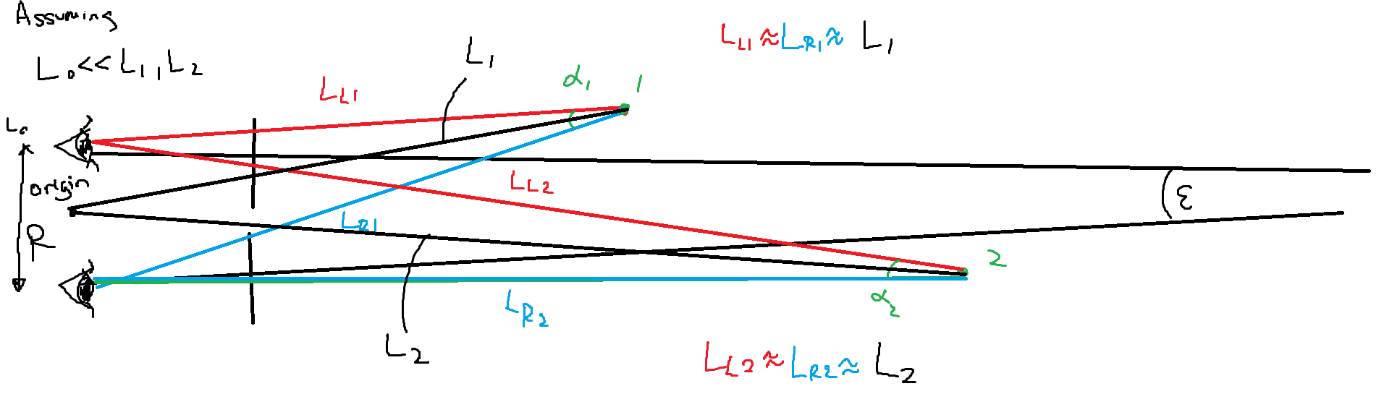 Assuming
L₀ << L₁, L₂
L_L1 ≈ L_R1 ≈ L₁
L₁
α₁
1
L_L1
L₀
origin
R
L_L2
L_R1
ε
2
α₂
L_R2
L₂
L_L2 ≈ L_R2 ≈ L₂